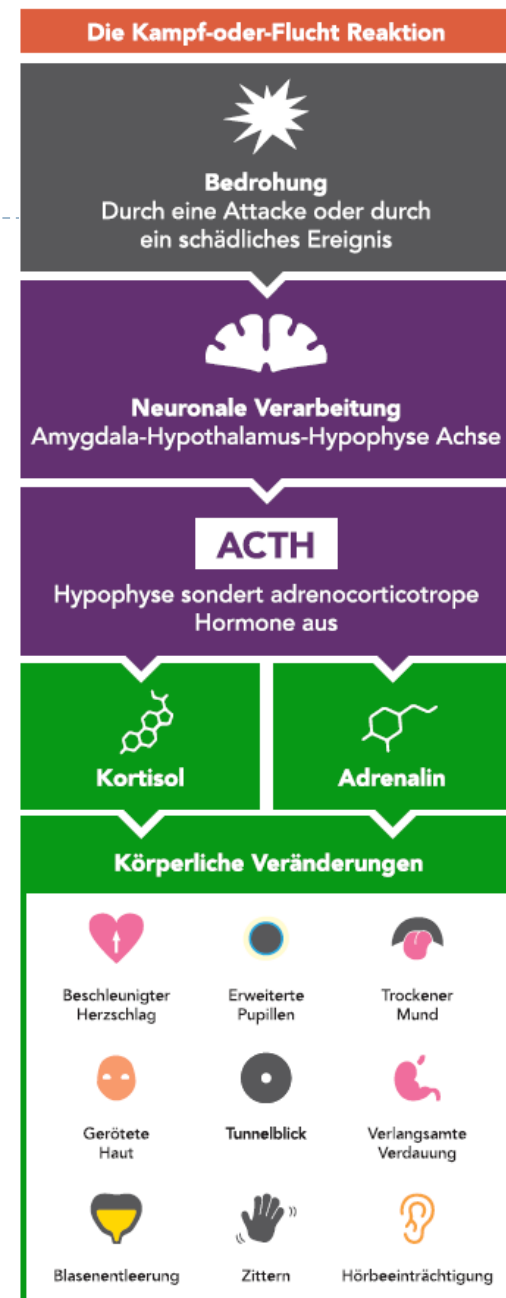 Die Kampf-oder-Flucht Reaktion
Bedrohung
Durch eine Attacke oder durch
ein schädliches Ereignis
Neuronale Verarbeitung
Amygdala-Hypothalamus-Hypophyse Achse
ACTH
Hypophyse sondert adrenocorticotrope
Hormone aus
Kortisol
Adrenalin
Körperliche Veränderungen
Beschleunigter
Herzschlag
Erweiterte
Pupillen
Trockener
Mund
Gerötete
Haut
Tunnelblick
Verlangsamte
Verdauung
Blasenentleerung
Zittern
Hörbeeinträchtigung